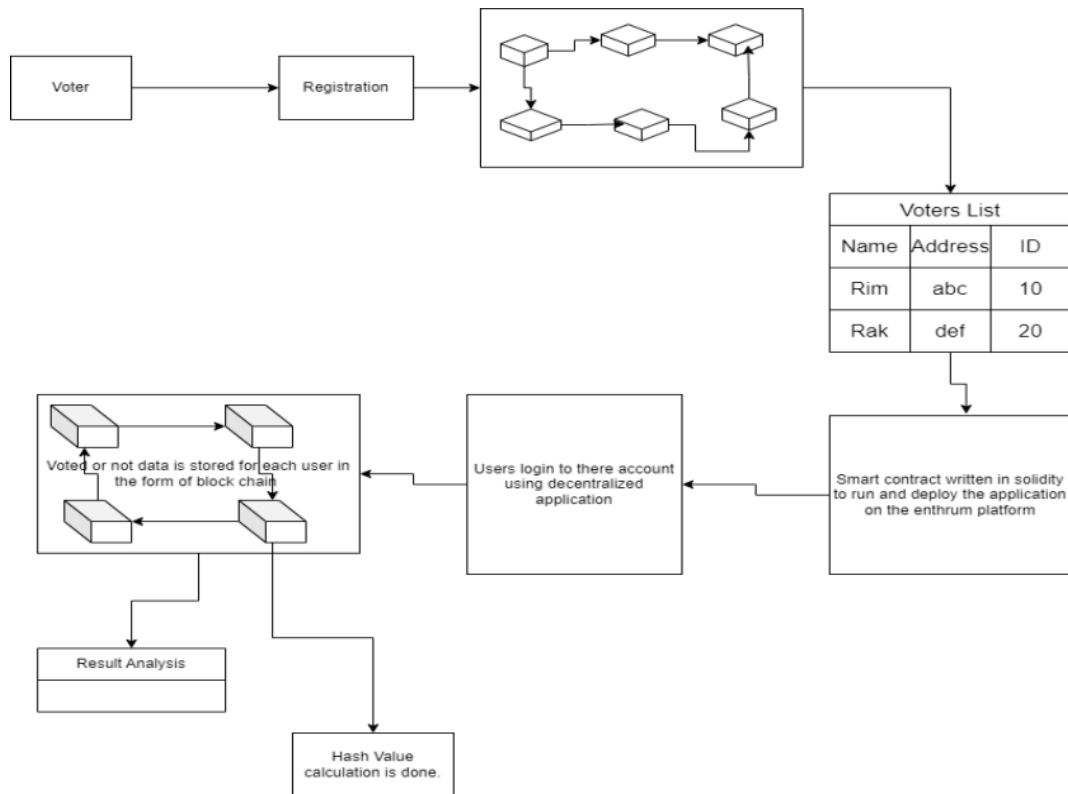 Voter
Registration
Voters List
Name Address ID
Rim abc 10
Rak def 20
Smart contract written in solidity
to run and deploy the application
on the enthrum platform
Users login to there account
using decentralized
application
Voted or not data is stored for each user in
the form of block chain
Result Analysis
Hash Value
calculation is done.